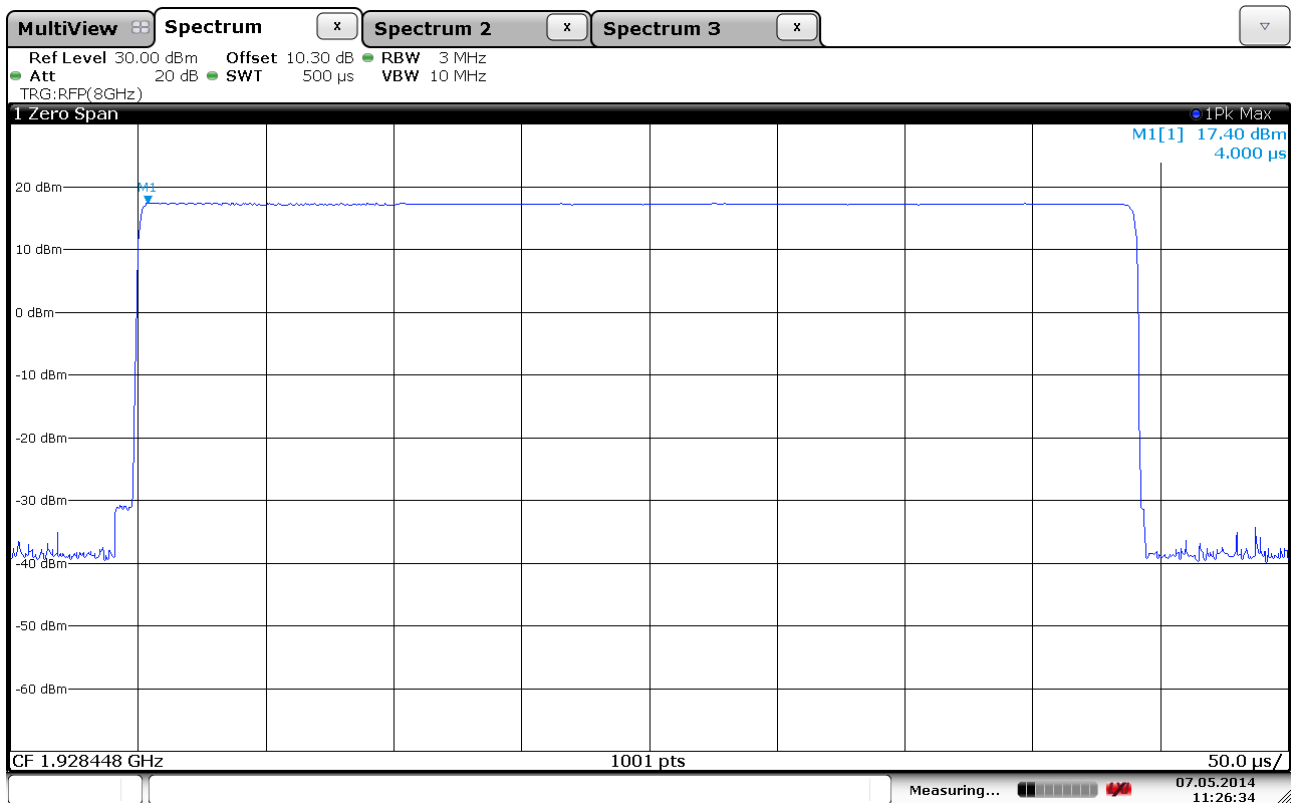 MultiView Spectrum x Spectrum 2 x Spectrum 3 x
Ref Level 30.00 dBm Offset 10.30 dB RBW 3 MHz
Att 20 dB SWT 500 µs VBW 10 MHz
TRG:RFP(8GHz)
1 Zero Span 1Pk Max
M1[1] 17.40 dBm
4.000 µs
20 dBm
M1
10 dBm
0 dBm
-10 dBm
-20 dBm
-30 dBm
-40 dBm
-50 dBm
-60 dBm
CF 1.928448 GHz 1001 pts 50.0 µs/
Measuring... 07.05.2014
11:26:34